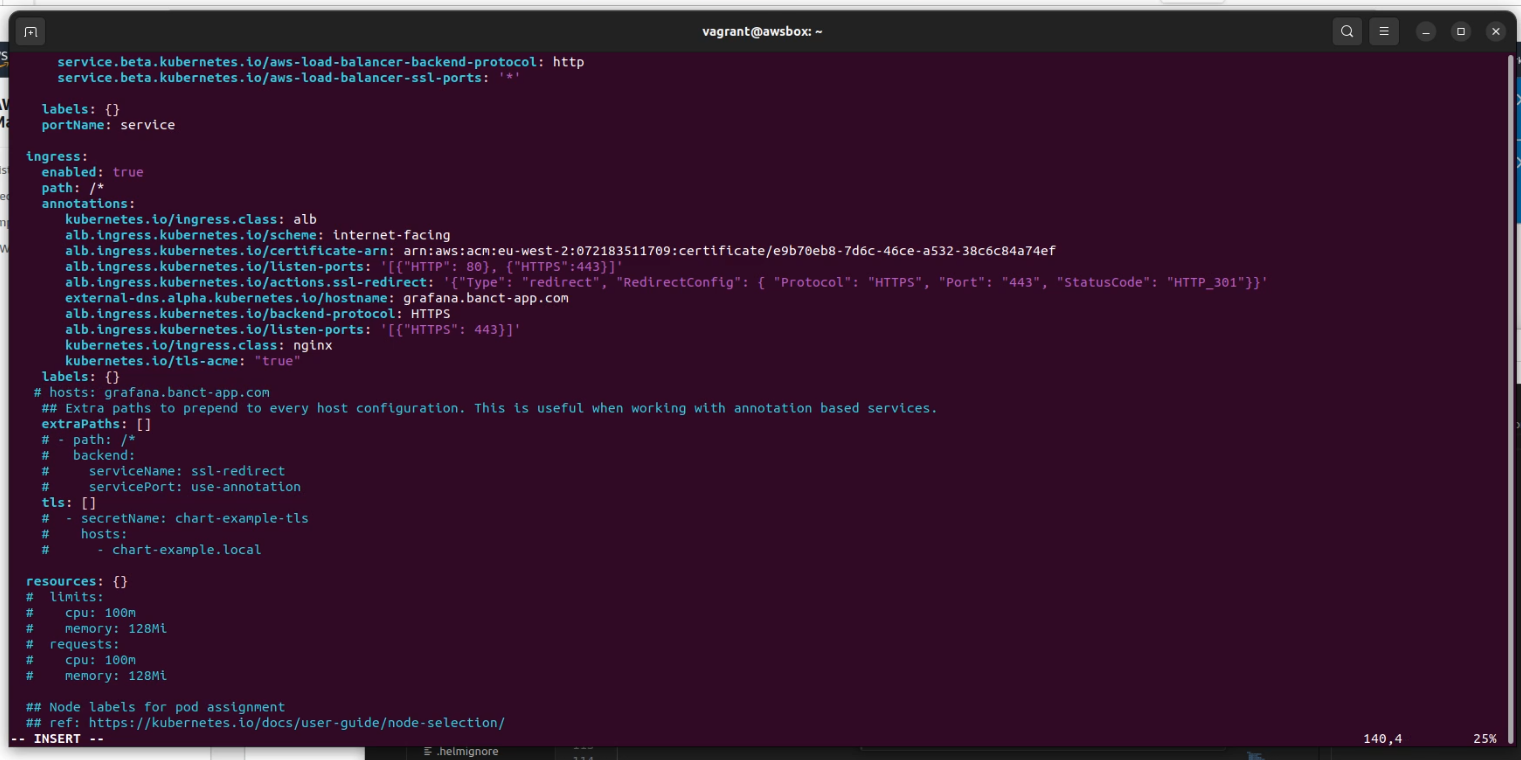 vagrant@awsbox: ~
service.beta.kubernetes.io/aws-load-balancer-backend-protocol: http
service.beta.kubernetes.io/aws-load-balancer-ssl-ports: '*'
labels: {}
portName: service
ingress:
enabled: true
path: /*
annotations:
kubernetes.io/ingress.class: alb
alb.ingress.kubernetes.io/scheme: internet-facing
alb.ingress.kubernetes.io/certificate-arn: arn:aws:acm:eu-west-2:072183511709:certificate/e9b70eb8-7d6c-46ce-a532-38c6c84a74ef
alb.ingress.kubernetes.io/listen-ports: '[{"HTTP": 80}, {"HTTPS":443}]'
alb.ingress.kubernetes.io/actions.ssl-redirect: '{"Type": "redirect", "RedirectConfig": { "Protocol": "HTTPS", "Port": "443", "StatusCode": "HTTP_301"}}'
external-dns.alpha.kubernetes.io/hostname: grafana.banct-app.com
alb.ingress.kubernetes.io/backend-protocol: HTTPS
alb.ingress.kubernetes.io/listen-ports: '[{"HTTPS": 443}]'
kubernetes.io/ingress.class: nginx
kubernetes.io/tls-acme: "true"
labels: {}
# hosts: grafana.banct-app.com
## Extra paths to prepend to every host configuration. This is useful when working with annotation based services.
extraPaths: []
# - path: /*
#   backend:
#     serviceName: ssl-redirect
#     servicePort: use-annotation
tls: []
#  - secretName: chart-example-tls
#    hosts:
#      - chart-example.local
resources: {}
#  limits:
#    cpu: 100m
#    memory: 128Mi
#  requests:
#    cpu: 100m
#    memory: 128Mi
## Node labels for pod assignment
## ref: https://kubernetes.io/docs/user-guide/node-selection/
-- INSERT -- 140,4 25%
.helmignore